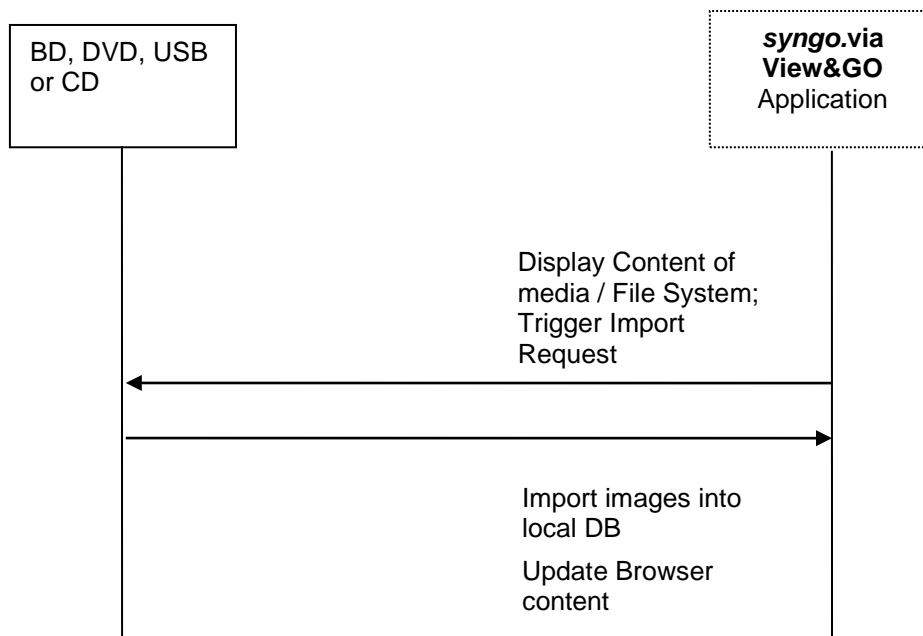 BD, DVD, USB
or CD
syngo.via
View&GO
Application
Display Content of
media / File System;
Trigger Import
Request
Import images into
local DB
Update Browser
content